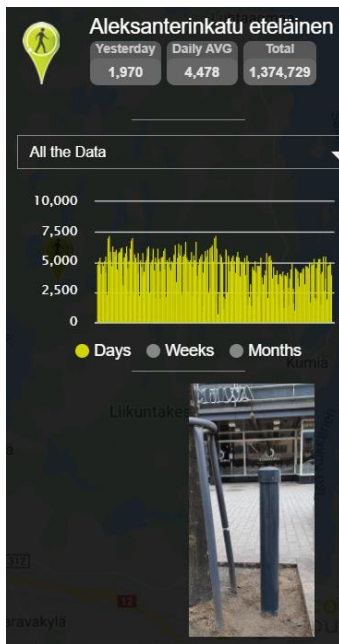 Aleksanterinkatu eteläinen
Yesterday
1,970
Daily AVG
4,478
Total
1,374,729
All the Data
10,000
7,500
5,000
2,500
0
Days
Weeks
Months
Kumia
Liikuntakes
312
12
aravakylä